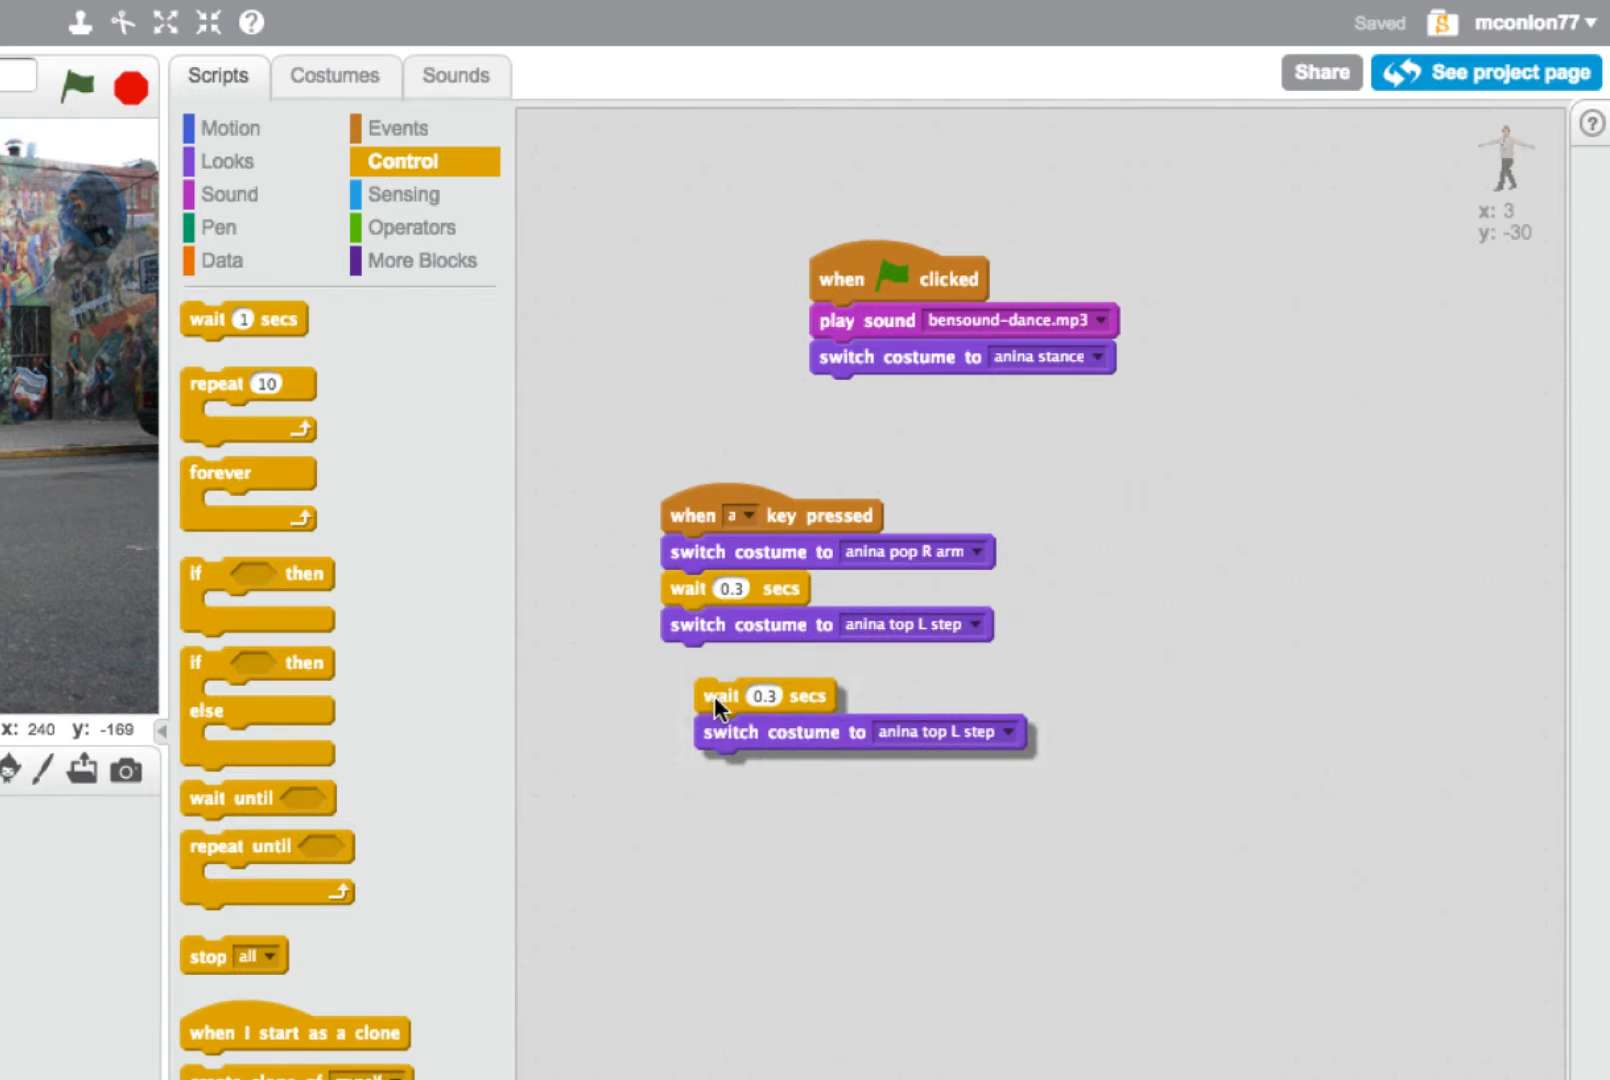 Saved
mconlon77
Scripts
Costumes
Sounds
Share
See project page
Motion
Events
Looks
Control
Sound
Sensing
Pen
Operators
Data
More Blocks
x: 3
y: -30
wait 1 secs
repeat 10
forever
if then
if then
else
wait until
repeat until
stop all
when I start as a clone
create clone of myself
when clicked
play sound bensound-dance.mp3
switch costume to anina stance
when a key pressed
switch costume to anina pop R arm
wait 0.3 secs
switch costume to anina top L step
wait 0.3 secs
switch costume to anina top L step
x: 240 y: -169